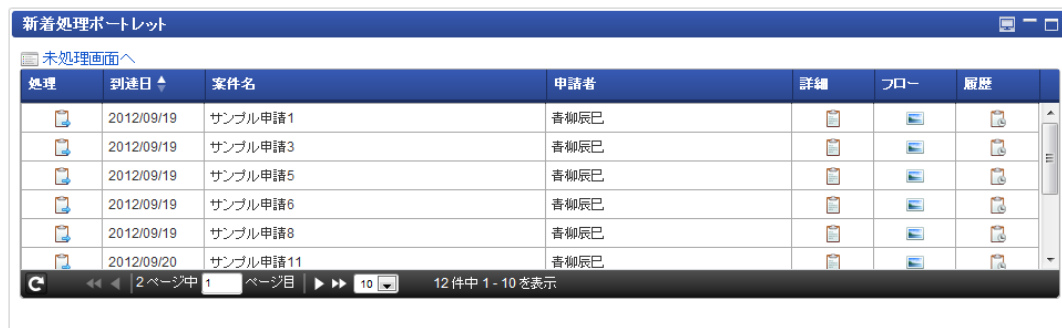 新着処理ポートレット
未処理画面へ
処理 到達日 案件名 申請者 詳細 フロー 履歴
2012/09/19 サンプル申請1 青柳辰巳
2012/09/19 サンプル申請3 青柳辰巳
2012/09/19 サンプル申請5 青柳辰巳
2012/09/19 サンプル申請6 青柳辰巳
2012/09/19 サンプル申請8 青柳辰巳
2012/09/20 サンプル申請11 青柳辰巳
2 ページ中 1 ページ目 10 12 件中 1 - 10 を表示